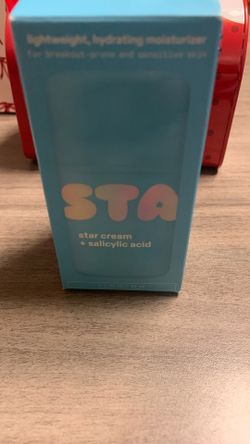 lightweight, hydrating moisturizer
for breakout-prone and sensitive skin
STA
star cream
+ salicylic acid